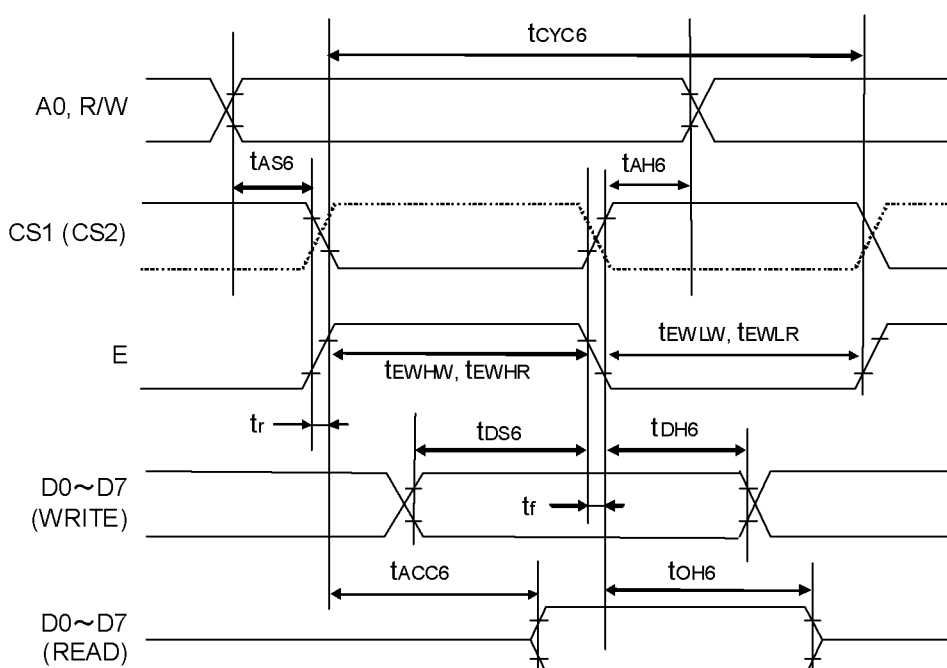 tCYC6
A0, R/W
tAS6
tAH6
CS1 (CS2)
E
tEWHW, tEWHR
tEWLW, tEWLR
tr
tDS6
tDH6
D0~D7
(WRITE)
tf
tACC6
tOH6
D0~D7
(READ)